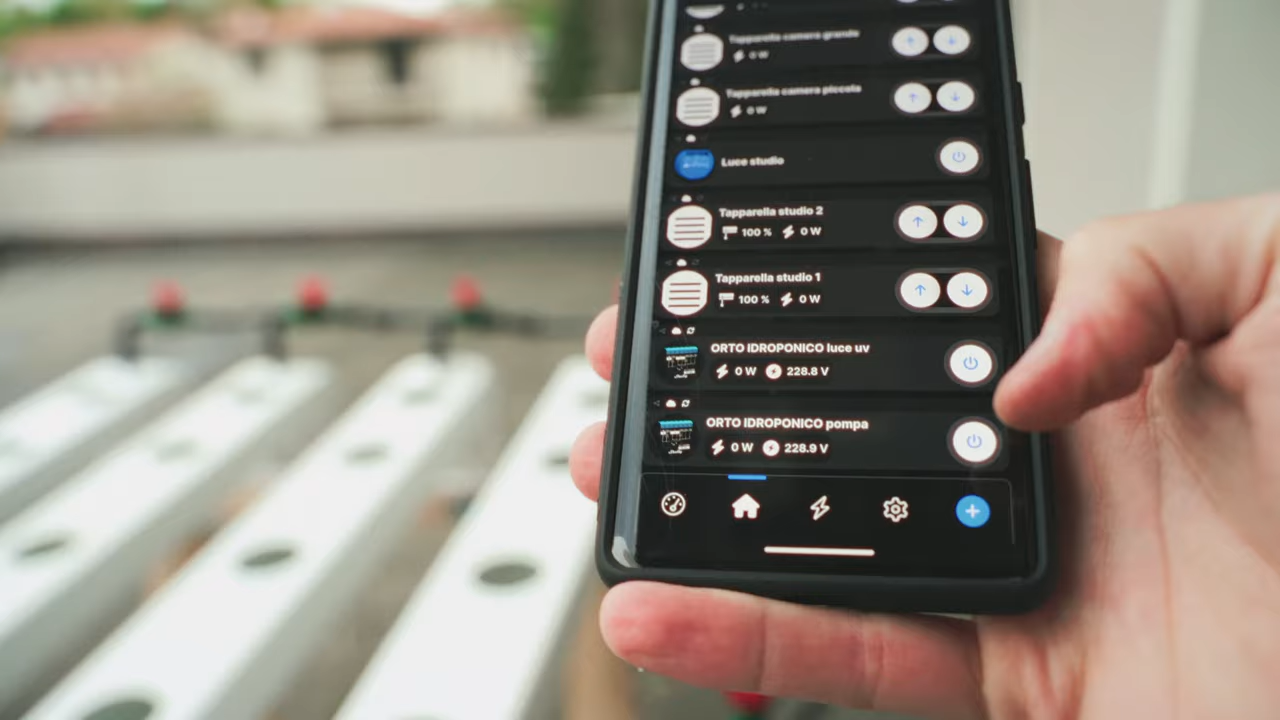 Tapparella camera grande
0 W
Tapparella camera piccola
0 W
Luce studio
Tapparella studio 2
100 % 0 W
Tapparella studio 1
100 % 0 W
ORTO IDROPONICO luce uv
0 W 228.8 V
ORTO IDROPONICO pompa
0 W 228.9 V